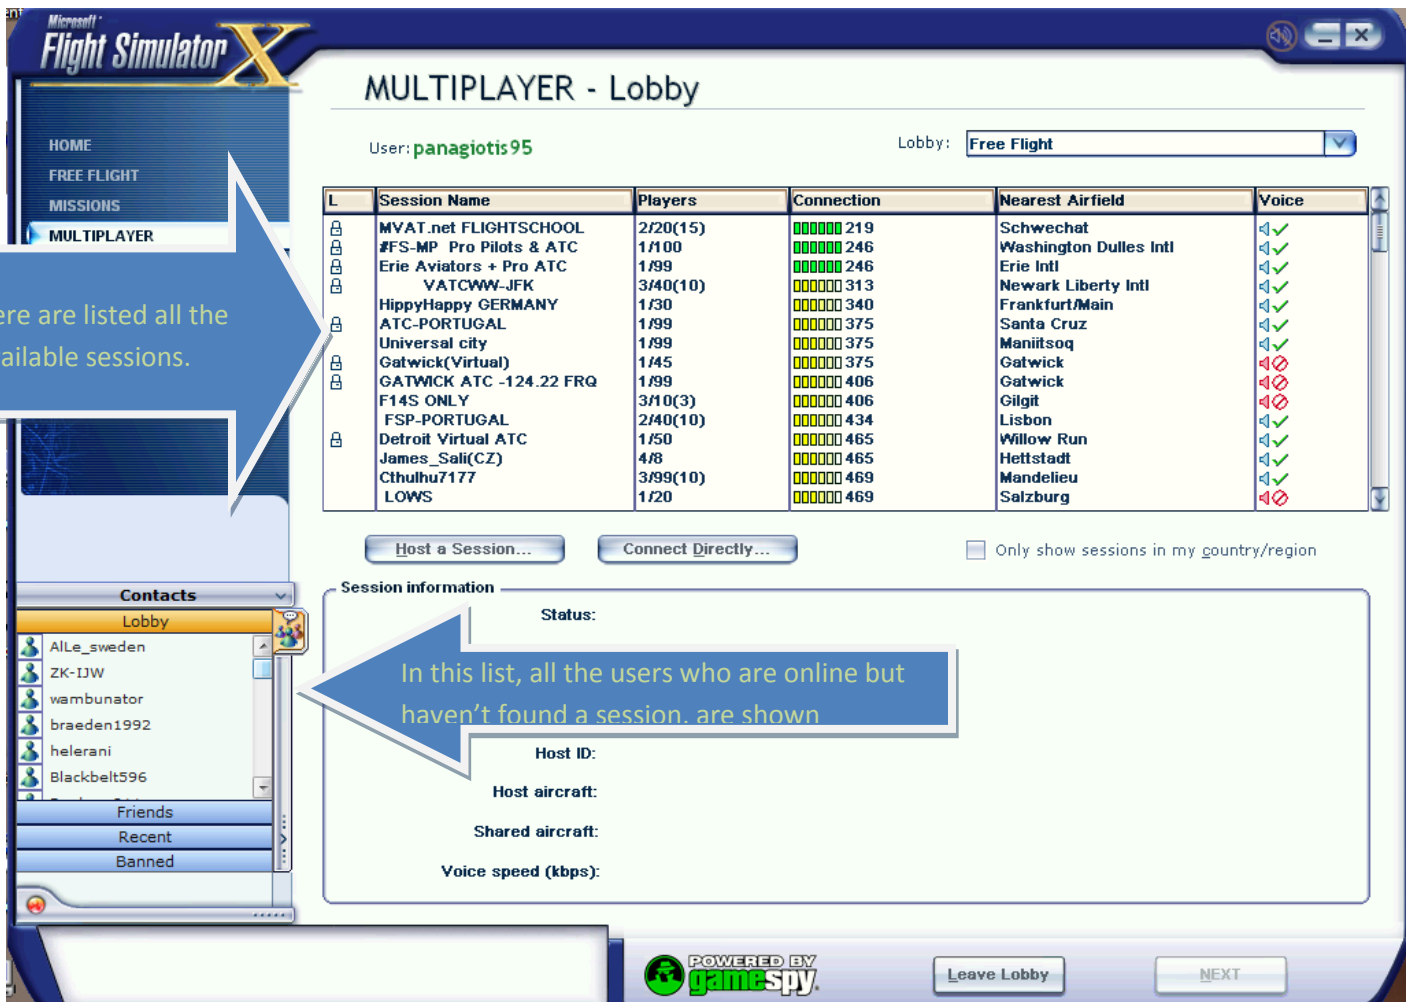 Microsoft
Flight Simulator X
MULTIPLAYER - Lobby
HOME
FREE FLIGHT
MISSIONS
MULTIPLAYER
User: panagiotis95
Lobby: Free Flight
L Session Name Players Connection Nearest Airfield Voice
MVAT.net FLIGHTSCHOOL 2/20(15) 219 Schwechat
#FS-MP Pro Pilots & ATC 1/100 246 Washington Dulles Intl
Erie Aviators + Pro ATC 1/99 246 Erie Intl
VATCWW-JFK 3/40(10) 313 Newark Liberty Intl
HippyHappy GERMANY 1/30 340 Frankfurt/Main
ATC-PORTUGAL 1/99 375 Santa Cruz
Universal city 1/99 375 Maniitsoq
Gatwick(Virtual) 1/45 375 Gatwick
GATWICK ATC -124.22 FRQ 1/99 406 Gatwick
F14S ONLY 3/10(3) 406 Gilgit
FSP-PORTUGAL 2/40(10) 434 Lisbon
Detroit Virtual ATC 1/50 465 Willow Run
James_Sali(CZ) 4/8 465 Hettstadt
Cthulhu7177 3/99(10) 469 Mandelieu
LOWS 1/20 469 Salzburg
ere are listed all the
ailable sessions.
Host a Session...
Connect Directly...
Only show sessions in my country/region
Contacts
Lobby
AlLe_sweden
ZK-IJW
wambunator
braeden1992
helerani
Blackbelt596
Friends
Recent
Banned
Session information
Status:
In this list, all the users who are online but
haven't found a session, are shown
Host ID:
Host aircraft:
Shared aircraft:
Voice speed (kbps):
POWERED BY
gamespy.
Leave Lobby
NEXT